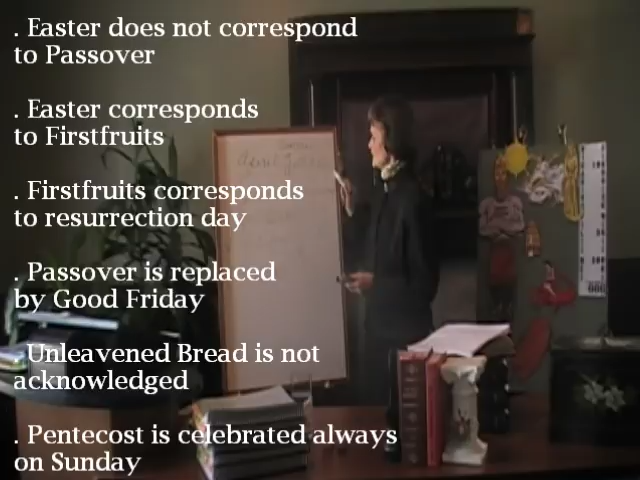 . Easter does not correspond
to Passover
. Easter corresponds
to Firstfruits
. Firstfruits corresponds
to resurrection day
. Passover is replaced
by Good Friday
. Unleavened Bread is not
acknowledged
. Pentecost is celebrated always
on Sunday